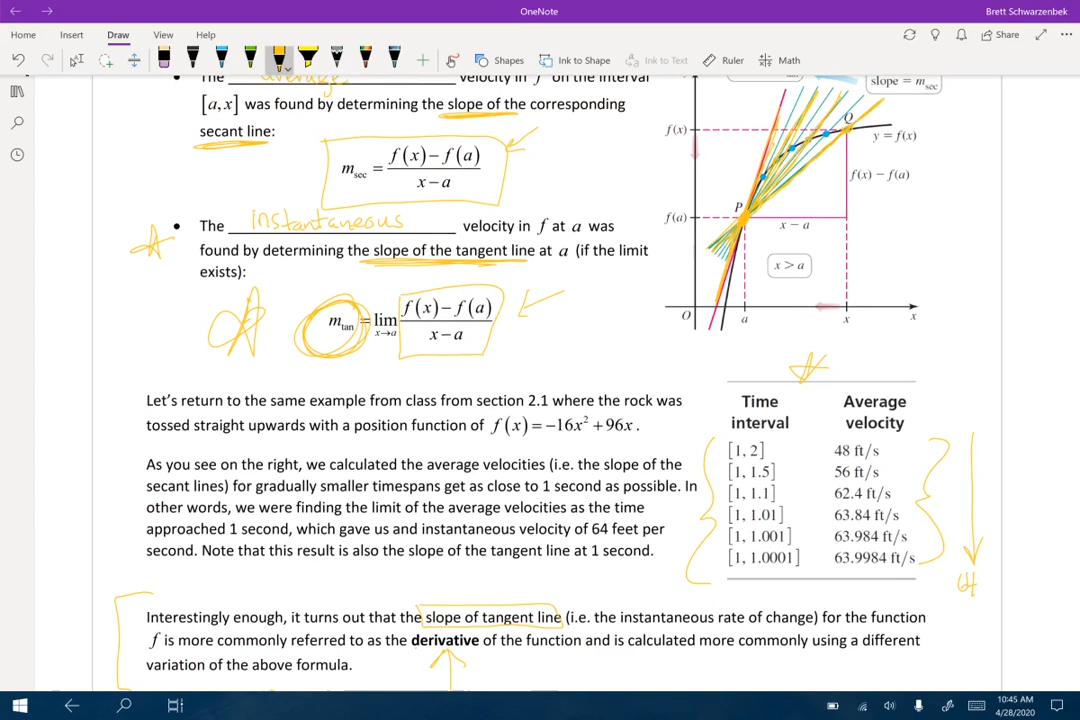 OneNote
Brett Schwarzenbek
Home Insert Draw View Help
Share
Shapes Ink to Shape Ink to Text Ruler Math
• The average velocity in f on the interval
[a, x] was found by determining the slope of the corresponding
secant line:
m_sec = (f(x) − f(a)) / (x − a)
• The instantaneous velocity in f at a was
found by determining the slope of the tangent line at a (if the limit
exists):
m_tan = lim x→a (f(x) − f(a)) / (x − a)
slope = m_sec
f(x)
Q
y = f(x)
f(x) − f(a)
P
f(a)
x − a
x > a
O a x x
Let's return to the same example from class from section 2.1 where the rock was
tossed straight upwards with a position function of f(x) = −16x² + 96x.
As you see on the right, we calculated the average velocities (i.e. the slope of the
secant lines) for gradually smaller timespans get as close to 1 second as possible. In
other words, we were finding the limit of the average velocities as the time
approached 1 second, which gave us and instantaneous velocity of 64 feet per
second. Note that this result is also the slope of the tangent line at 1 second.
Time interval Average velocity
[1, 2] 48 ft/s
[1, 1.5] 56 ft/s
[1, 1.1] 62.4 ft/s
[1, 1.01] 63.84 ft/s
[1, 1.001] 63.984 ft/s
[1, 1.0001] 63.9984 ft/s
64
Interestingly enough, it turns out that the slope of tangent line (i.e. the instantaneous rate of change) for the function
f is more commonly referred to as the derivative of the function and is calculated more commonly using a different
variation of the above formula.
10:45 AM
4/28/2020